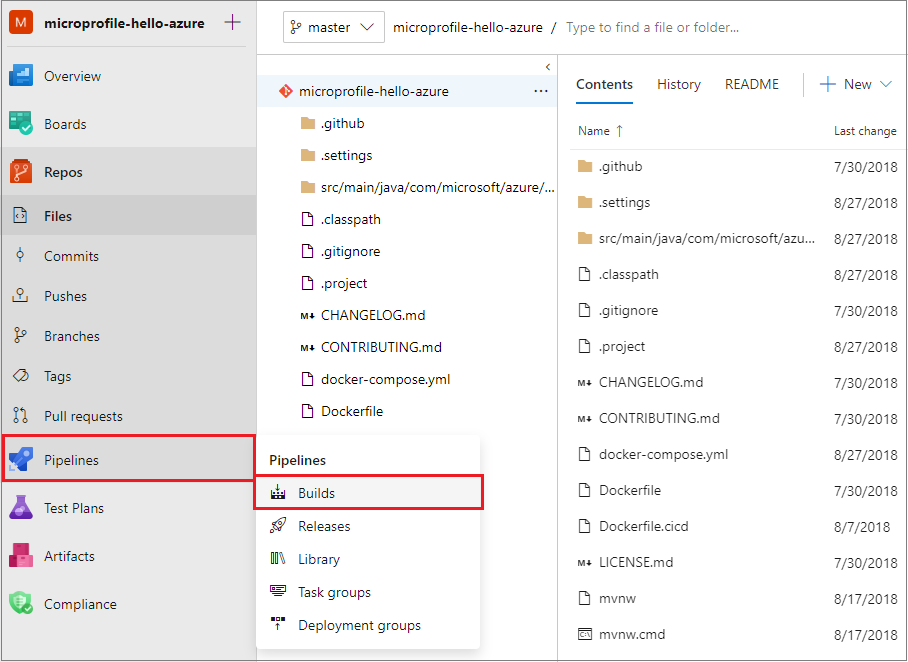 M microprofile-hello-azure
Overview
Boards
Repos
Files
Commits
Pushes
Branches
Tags
Pull requests
Pipelines
Test Plans
Artifacts
Compliance
master microprofile-hello-azure / Type to find a file or folder...
microprofile-hello-azure ...
.github
.settings
src/main/java/com/microsoft/azure/...
.classpath
.gitignore
.project
M↓ CHANGELOG.md
M↓ CONTRIBUTING.md
docker-compose.yml
Dockerfile
Pipelines
Builds
Releases
Library
Task groups
Deployment groups
Contents History README New
Name ↑ Last change
.github 7/30/2018
.settings 8/27/2018
src/main/java/com/microsoft/azu... 8/27/2018
.classpath 8/27/2018
.gitignore 7/30/2018
.project 8/27/2018
M↓ CHANGELOG.md 7/30/2018
M↓ CONTRIBUTING.md 7/30/2018
docker-compose.yml 8/27/2018
Dockerfile 7/30/2018
Dockerfile.cicd 8/7/2018
M↓ LICENSE.md 7/30/2018
mvnw 8/17/2018
mvnw.cmd 8/17/2018